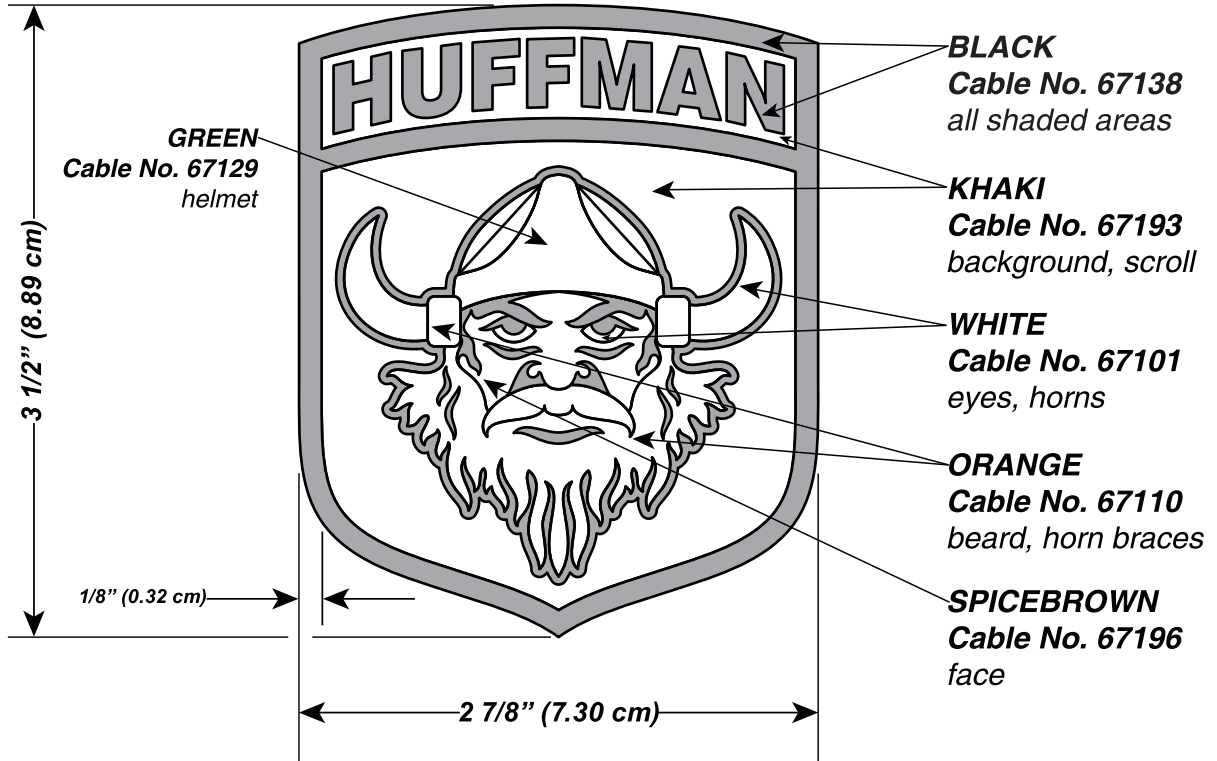 HUFFMAN
BLACK
Cable No. 67138
all shaded areas
GREEN
Cable No. 67129
helmet
KHAKI
Cable No. 67193
background, scroll
3 1/2” (8.89 cm)
WHITE
Cable No. 67101
eyes, horns
ORANGE
Cable No. 67110
beard, horn braces
1/8” (0.32 cm)
SPICEBROWN
Cable No. 67196
face
2 7/8” (7.30 cm)